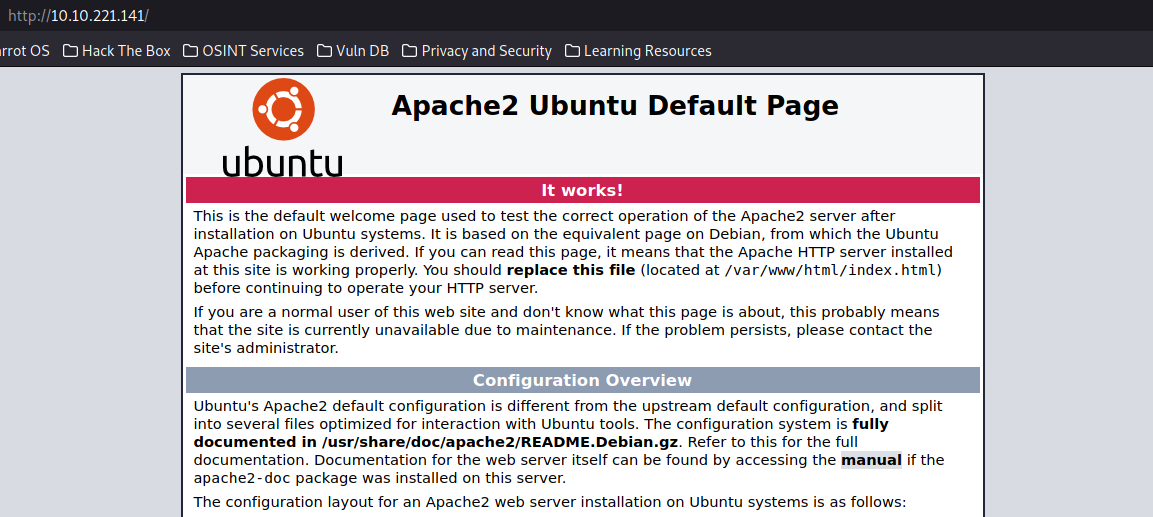 http://10.10.221.141/
rrot OS Hack The Box OSINT Services Vuln DB Privacy and Security Learning Resources
ubuntu
Apache2 Ubuntu Default Page
It works!
This is the default welcome page used to test the correct operation of the Apache2 server after
installation on Ubuntu systems. It is based on the equivalent page on Debian, from which the Ubuntu
Apache packaging is derived. If you can read this page, it means that the Apache HTTP server installed
at this site is working properly. You should replace this file (located at /var/www/html/index.html)
before continuing to operate your HTTP server.
If you are a normal user of this web site and don't know what this page is about, this probably means
that the site is currently unavailable due to maintenance. If the problem persists, please contact the
site's administrator.
Configuration Overview
Ubuntu's Apache2 default configuration is different from the upstream default configuration, and split
into several files optimized for interaction with Ubuntu tools. The configuration system is fully
documented in /usr/share/doc/apache2/README.Debian.gz. Refer to this for the full
documentation. Documentation for the web server itself can be found by accessing the manual if the
apache2-doc package was installed on this server.
The configuration layout for an Apache2 web server installation on Ubuntu systems is as follows: